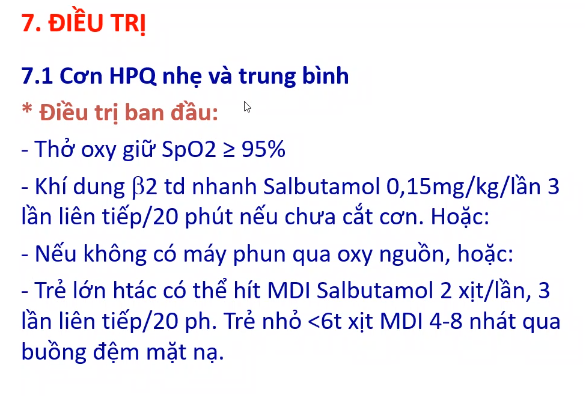 7. ĐIỀU TRỊ
7.1 Cơn HPQ nhẹ và trung bình
* Điều trị ban đầu:
- Thở oxy giữ SpO2 ≥ 95%
- Khí dung β2 td nhanh Salbutamol 0,15mg/kg/lần 3
lần liên tiếp/20 phút nếu chưa cắt cơn. Hoặc:
- Nếu không có máy phun qua oxy nguồn, hoặc:
- Trẻ lớn htác có thể hít MDI Salbutamol 2 xịt/lần, 3
lần liên tiếp/20 ph. Trẻ nhỏ <6t xịt MDI 4-8 nhát qua
buồng đệm mặt nạ.